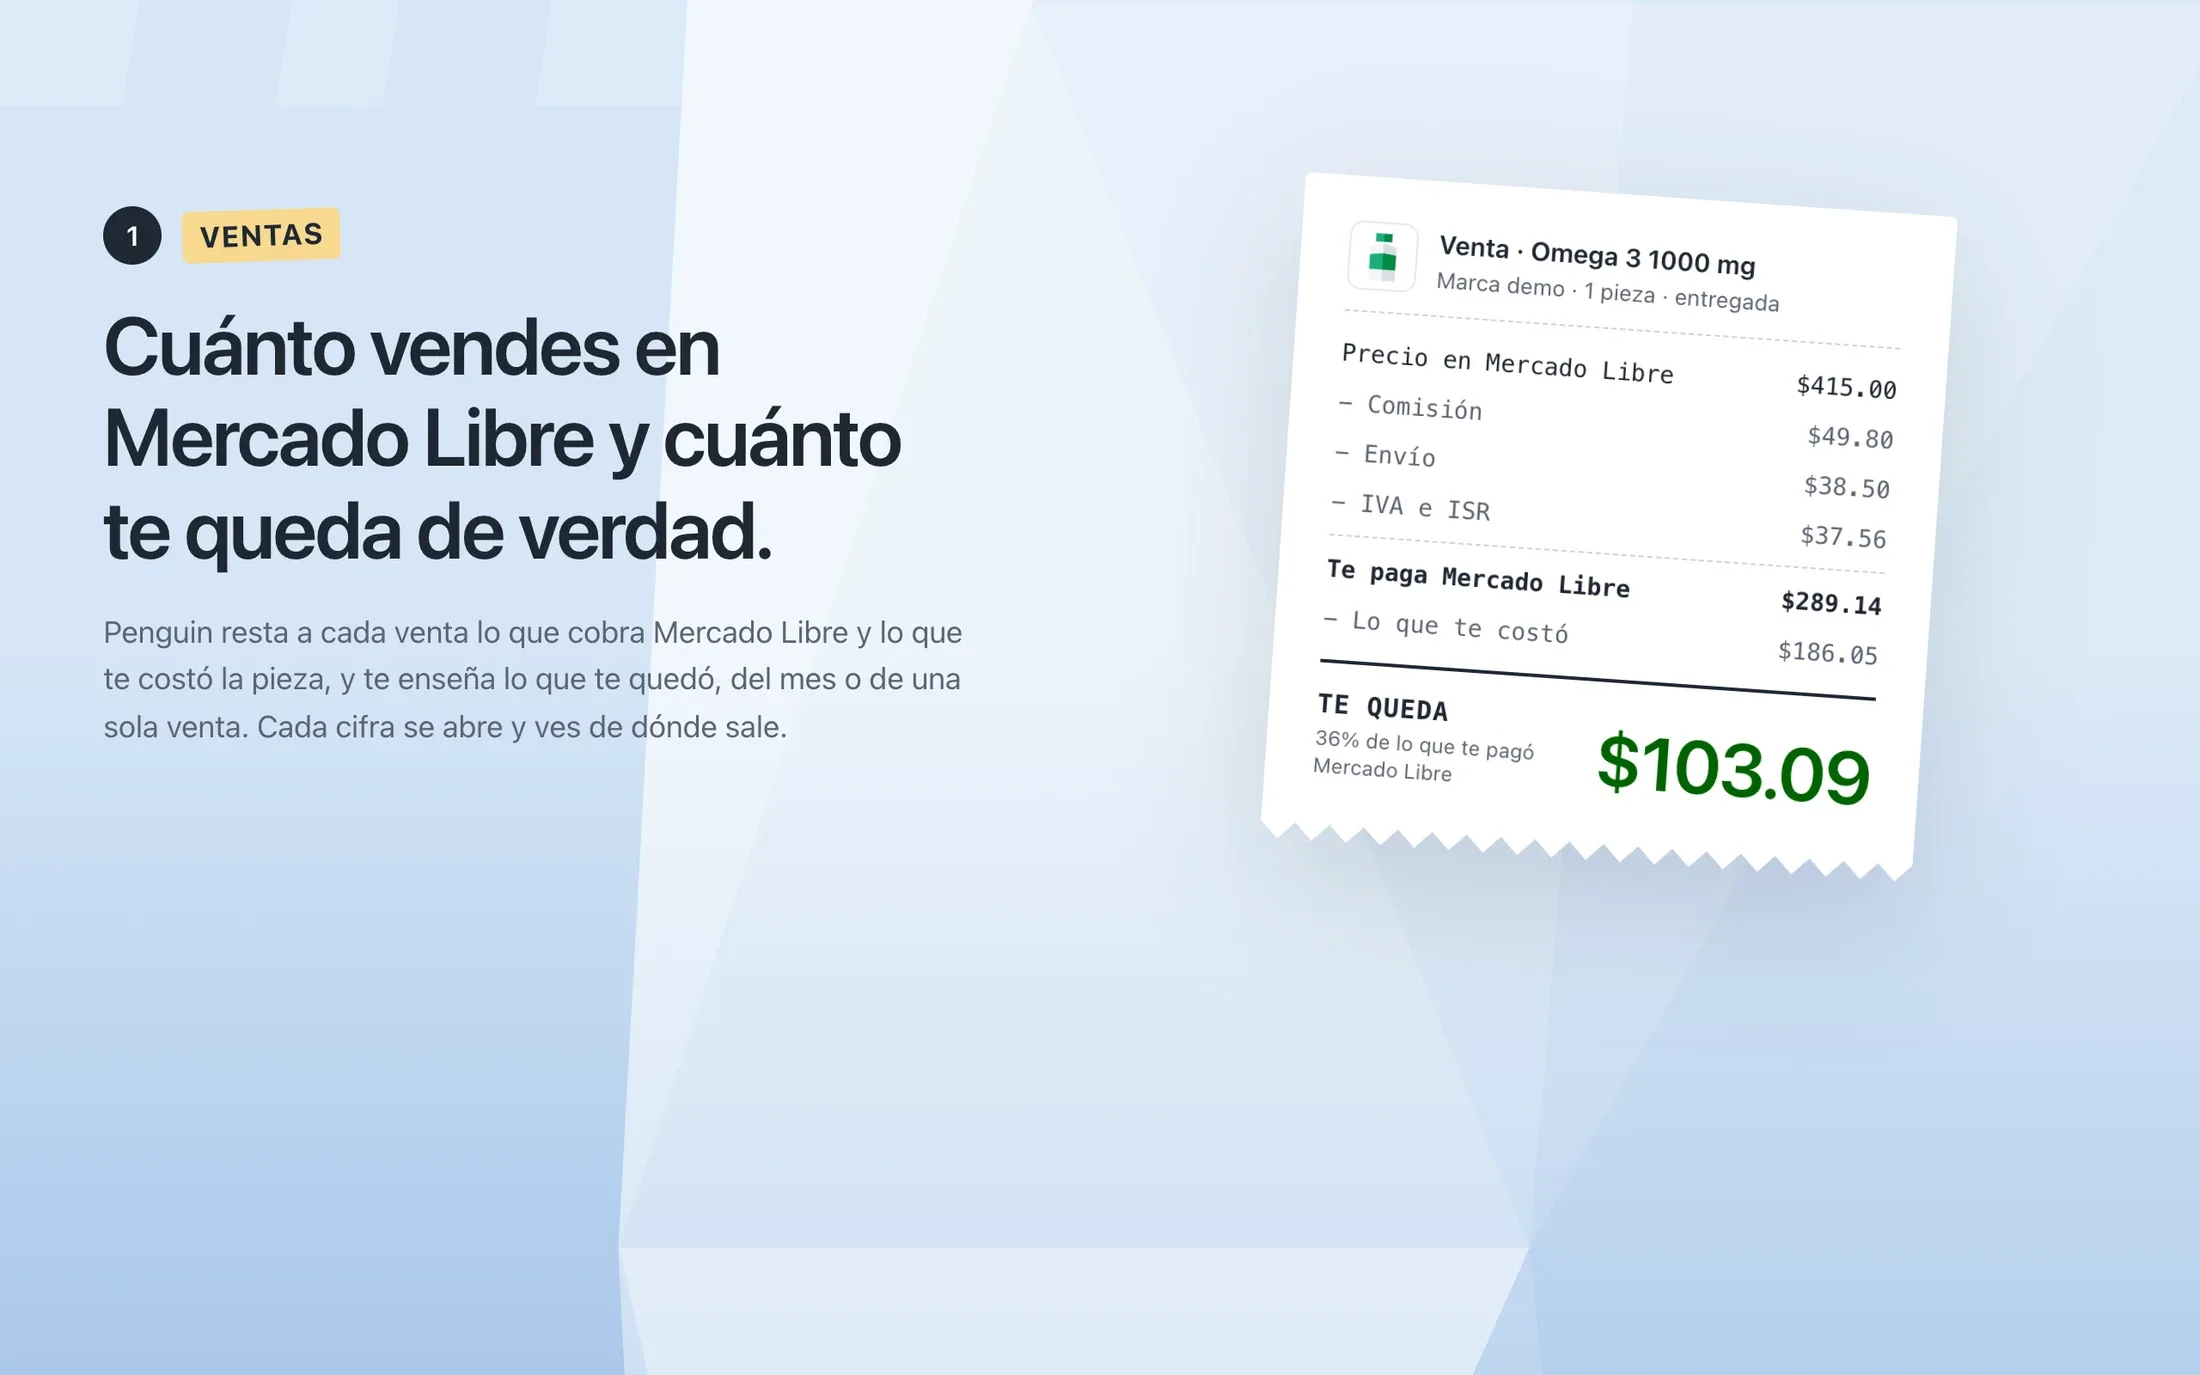 1 VENTAS
Cuánto vendes en
Mercado Libre y cuánto
te queda de verdad.
Penguin resta a cada venta lo que cobra Mercado Libre y lo que
te costó la pieza, y te enseña lo que te quedó, del mes o de una
sola venta. Cada cifra se abre y ves de dónde sale.
Venta · Omega 3 1000 mg
Marca demo · 1 pieza · entregada
Precio en Mercado Libre $415.00
− Comisión $49.80
− Envío $38.50
− IVA e ISR $37.56
Te paga Mercado Libre $289.14
− Lo que te costó $186.05
TE QUEDA
36% de lo que te pagó
Mercado Libre
$103.09